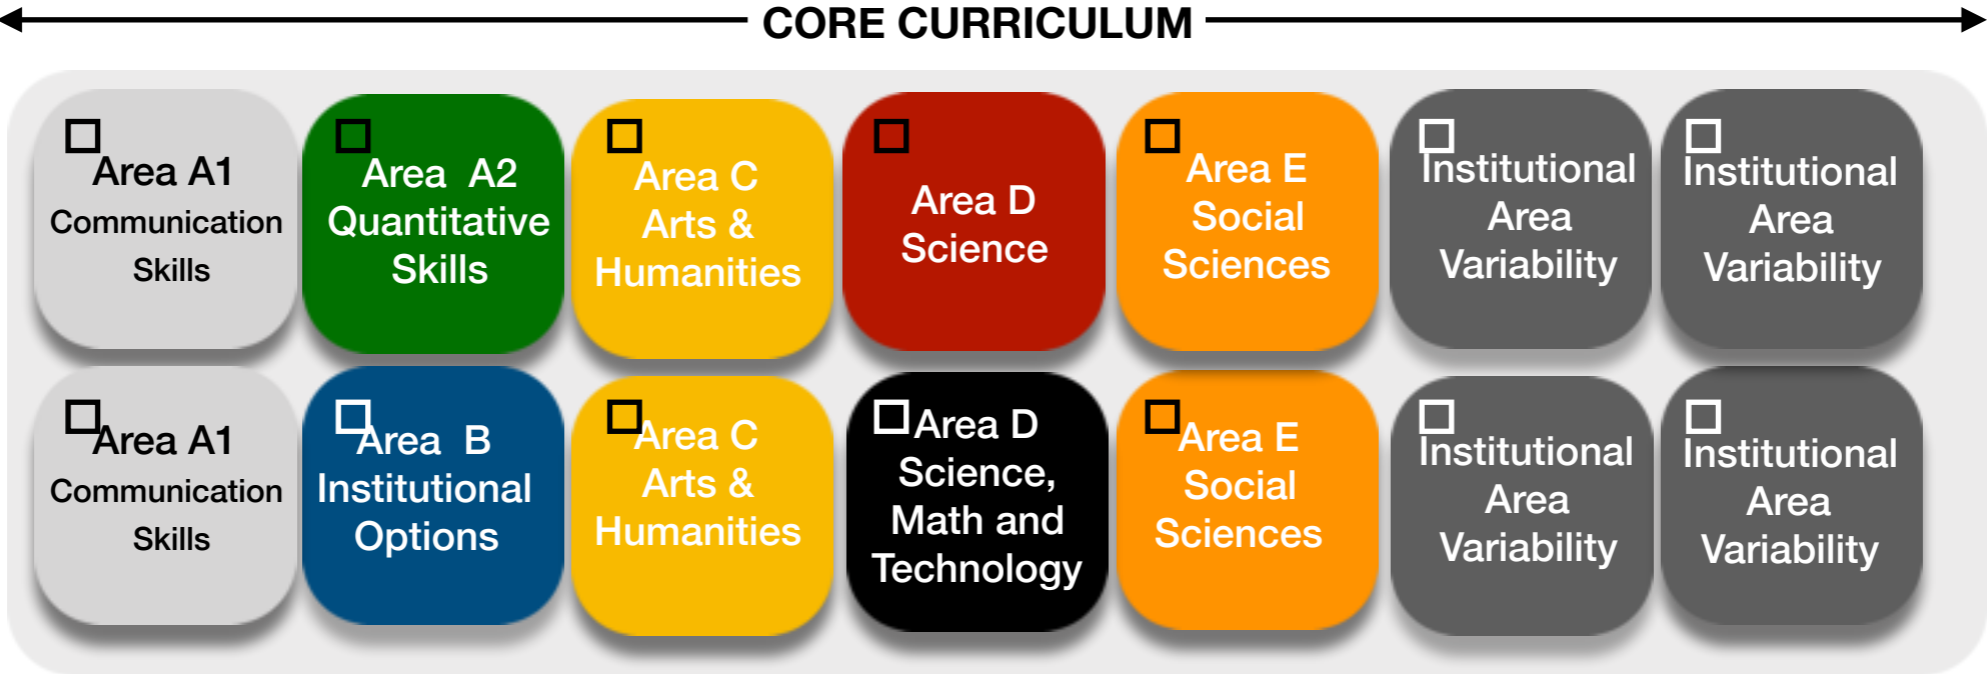 CORE CURRICULUM
Area A1
Communication
Skills
Area A2
Quantitative
Skills
Area C
Arts &
Humanities
Area D
Science
Area E
Social
Sciences
Institutional
Area
Variability
Institutional
Area
Variability
Area A1
Communication
Skills
Area B
Institutional
Options
Area C
Arts &
Humanities
Area D
Science,
Math and
Technology
Area E
Social
Sciences
Institutional
Area
Variability
Institutional
Area
Variability